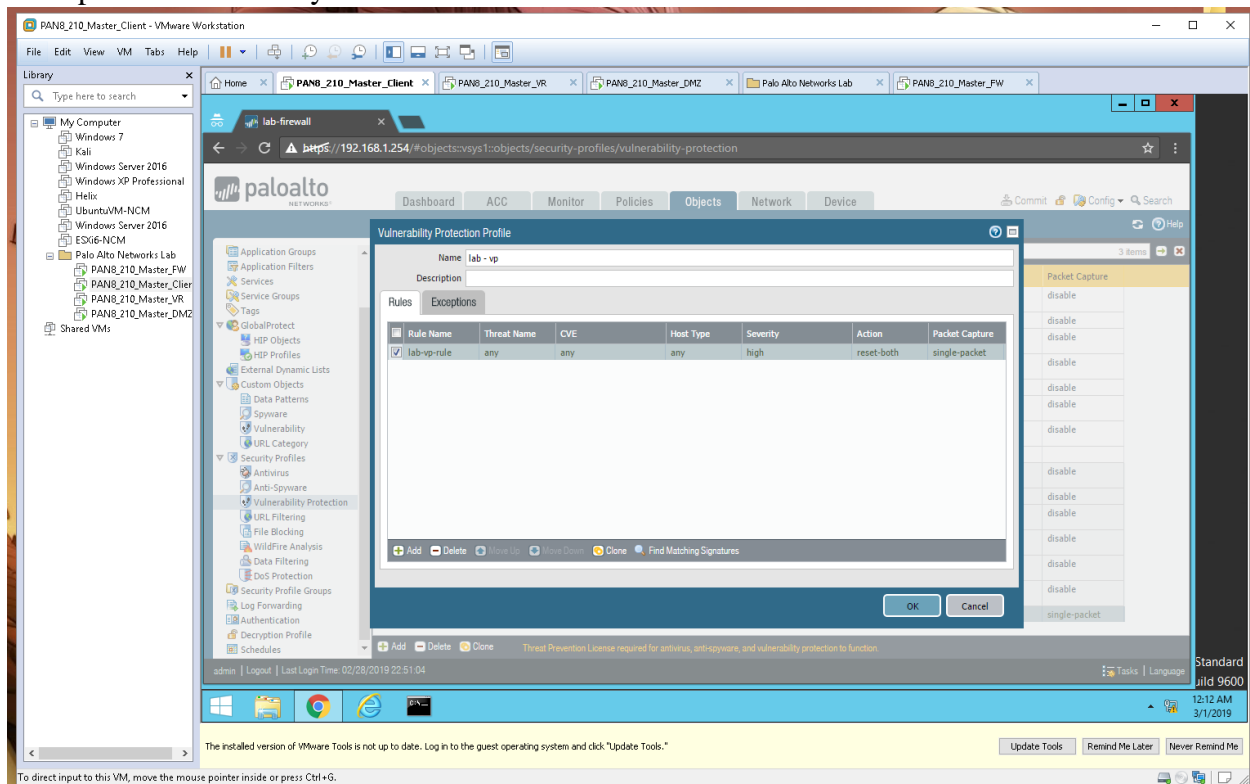 PAN8_210_Master_Client - VMware Workstation
File Edit View VM Tabs Help
Library
Type here to search
My Computer
Windows 7
Kali
Windows Server 2016
Windows XP Professional
Helix
UbuntuVM-NCM
Windows Server 2016
ESXi6-NCM
Palo Alto Networks Lab
PAN8_210_Master_FW
PAN8_210_Master_Clier
PAN8_210_Master_VR
PAN8_210_Master_DMZ
Shared VMs
Home PAN8_210_Master_Client PAN8_210_Master_VR PAN8_210_Master_DMZ Palo Alto Networks Lab PAN8_210_Master_FW
lab-firewall
https://192.168.1.254/#objects::vsys1::objects/security-profiles/vulnerability-protection
paloalto
NETWORKS
Dashboard ACC Monitor Policies Objects Network Device
Commit Config Search
Help
3 items
Application Groups
Application Filters
Services
Service Groups
Tags
GlobalProtect
HIP Objects
HIP Profiles
External Dynamic Lists
Custom Objects
Data Patterns
Spyware
Vulnerability
URL Category
Security Profiles
Antivirus
Anti-Spyware
Vulnerability Protection
URL Filtering
File Blocking
WildFire Analysis
Data Filtering
DoS Protection
Security Profile Groups
Log Forwarding
Authentication
Decryption Profile
Schedules
Vulnerability Protection Profile
Name lab - vp
Description
Rules Exceptions
Rule Name Threat Name CVE Host Type Severity Action Packet Capture
lab-vp-rule any any any high reset-both single-packet
Add Delete Move Up Move Down Clone Find Matching Signatures
OK Cancel
Packet Capture
disable
disable
disable
disable
disable
disable
disable
disable
disable
disable
disable
disable
disable
single-packet
Add Delete Clone Threat Prevention License required for antivirus, anti-spyware, and vulnerability protection to function.
admin | Logout | Last Login Time: 02/28/2019 22:51:04
Tasks | Language
Standard
uild 9600
12:12 AM
3/1/2019
The installed version of VMware Tools is not up to date. Log in to the guest operating system and click "Update Tools."
Update Tools Remind Me Later Never Remind Me
To direct input to this VM, move the mouse pointer inside or press Ctrl+G.